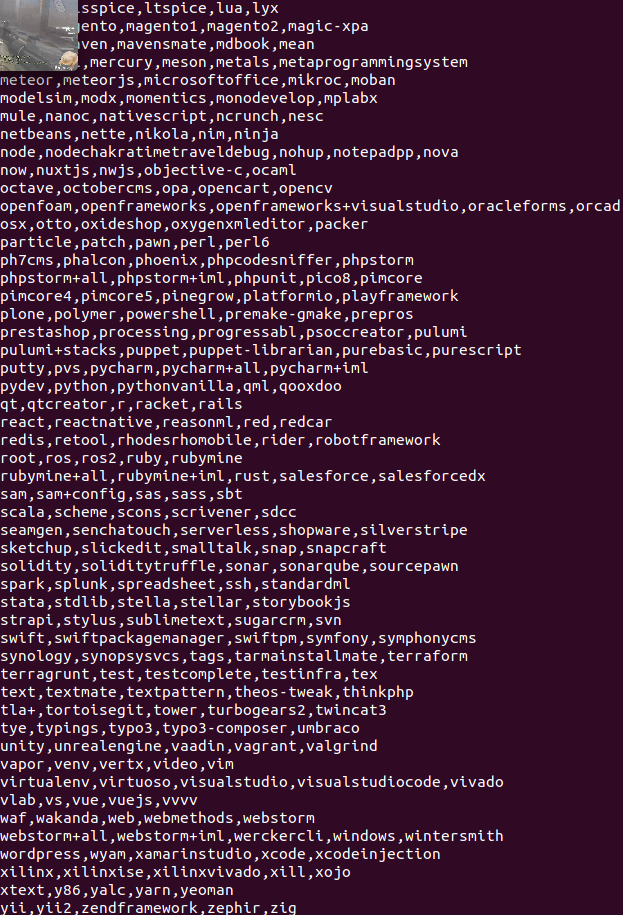 ltspice,lua,lyx
magento1,magento2,magic-xpa
mavensmate,mdbook,mean
mercury,meson,metals,metaprogrammingsystem
meteor,meteorjs,microsoftoffice,mikroc,moban
modelsim,modx,momentics,monodevelop,mplabx
mule,nanoc,nativescript,ncrunch,nesc
netbeans,nette,nikola,nim,ninja
node,nodechakratimetraveldebug,nohup,notepadpp,nova
now,nuxtjs,nwjs,objective-c,ocaml
octave,octobercms,opa,opencart,opencv
openfoam,openframeworks,openframeworks+visualstudio,oracleforms,orcad
osx,otto,oxideshop,oxygenxmleditor,packer
particle,patch,pawn,perl,perl6
ph7cms,phalcon,phoenix,phpcodesniffer,phpstorm
phpstorm+all,phpstorm+iml,phpunit,pico8,pimcore
pimcore4,pimcore5,pinegrow,platformio,playframework
plone,polymer,powershell,premake-gmake,prepros
prestashop,processing,progressabl,psoccreator,pulumi
pulumi+stacks,puppet,puppet-librarian,purebasic,purescript
putty,pvs,pycharm,pycharm+all,pycharm+iml
pydev,python,pythonvanilla,qml,qooxdoo
qt,qtcreator,r,racket,rails
react,reactnative,reasonml,red,redcar
redis,retool,rhodesrhomobile,rider,robotframework
root,ros,ros2,ruby,rubymine
rubymine+all,rubymine+iml,rust,salesforce,salesforcedx
sam,sam+config,sas,sass,sbt
scala,scheme,scons,scrivener,sdcc
seamgen,senchatouch,serverless,shopware,silverstripe
sketchup,slickedit,smalltalk,snap,snapcraft
solidity,soliditytruffle,sonar,sonarqube,sourcepawn
spark,splunk,spreadsheet,ssh,standardml
stata,stdlib,stella,stellar,storybookjs
strapi,stylus,sublimetext,sugarcrm,svn
swift,swiftpackagemanager,swiftpm,symfony,symphonycms
synology,synopsysvcs,tags,tarmainstallmate,terraform
terragrunt,test,testcomplete,testinfra,tex
text,textmate,textpattern,theos-tweak,thinkphp
tla+,tortoisegit,tower,turbogears2,twincat3
tye,typings,typo3,typo3-composer,umbraco
unity,unrealengine,vaadin,vagrant,valgrind
vapor,venv,vertx,video,vim
virtualenv,virtuoso,visualstudio,visualstudiocode,vivado
vlab,vs,vue,vuejs,vvvv
waf,wakanda,web,webmethods,webstorm
webstorm+all,webstorm+iml,werckercli,windows,wintersmith
wordpress,wyam,xamarinstudio,xcode,xcodeinjection
xilinx,xilinxise,xilinxvivado,xill,xojo
xtext,y86,yalc,yarn,yeoman
yii,yii2,zendframework,zephir,zig